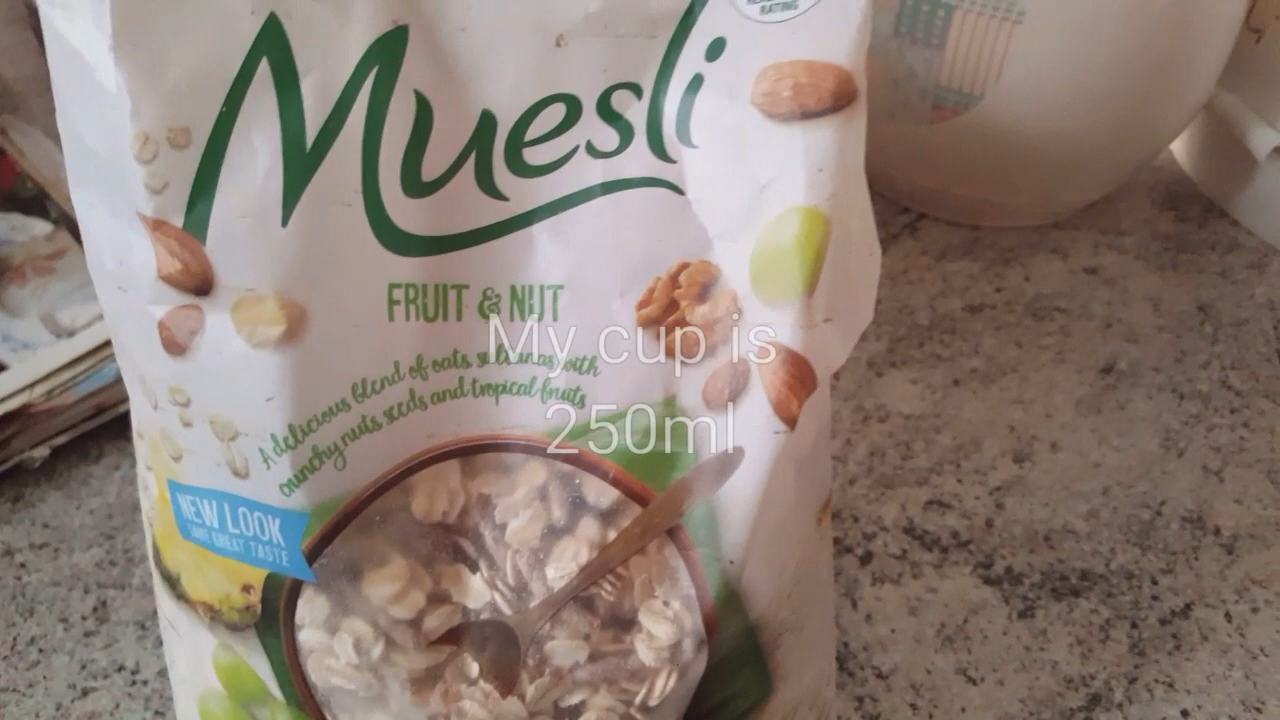 RATING
Muesli
FRUIT & NUT
My cup is
250ml
A delicious blend of oats, sultanas with
crunchy nuts seeds and tropical fruits
NEW LOOK
SAME GREAT TASTE